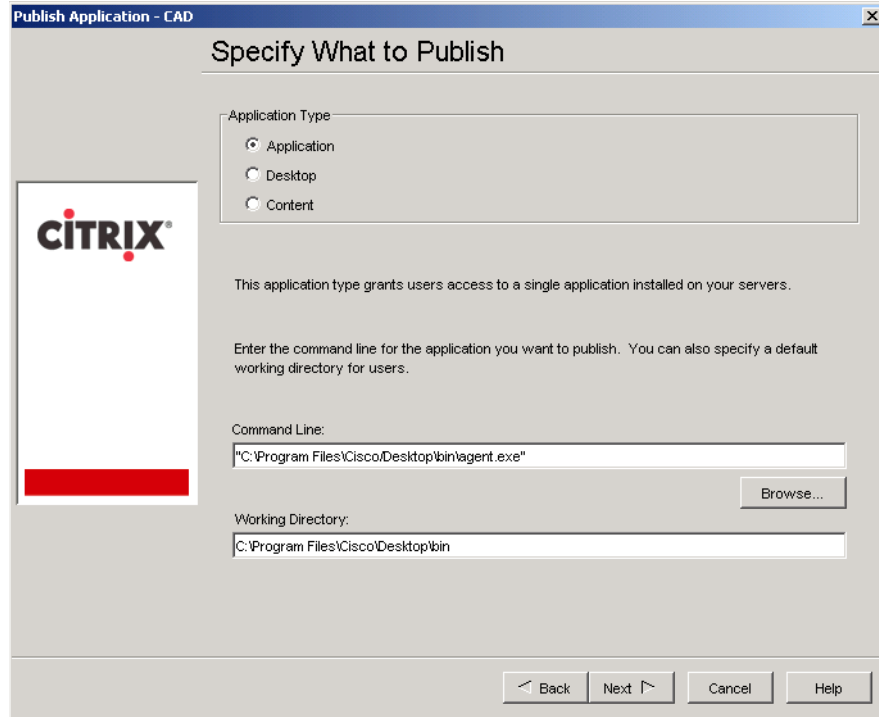 Publish Application - CAD
Specify What to Publish
Application Type
Application
Desktop
Content
CITRIX®
This application type grants users access to a single application installed on your servers.
Enter the command line for the application you want to publish. You can also specify a default
working directory for users.
Command Line:
"C:\Program Files\Cisco/Desktop\bin\agent.exe"
Browse...
Working Directory:
C:\Program Files\Cisco\Desktop\bin
Back
Next
Cancel
Help